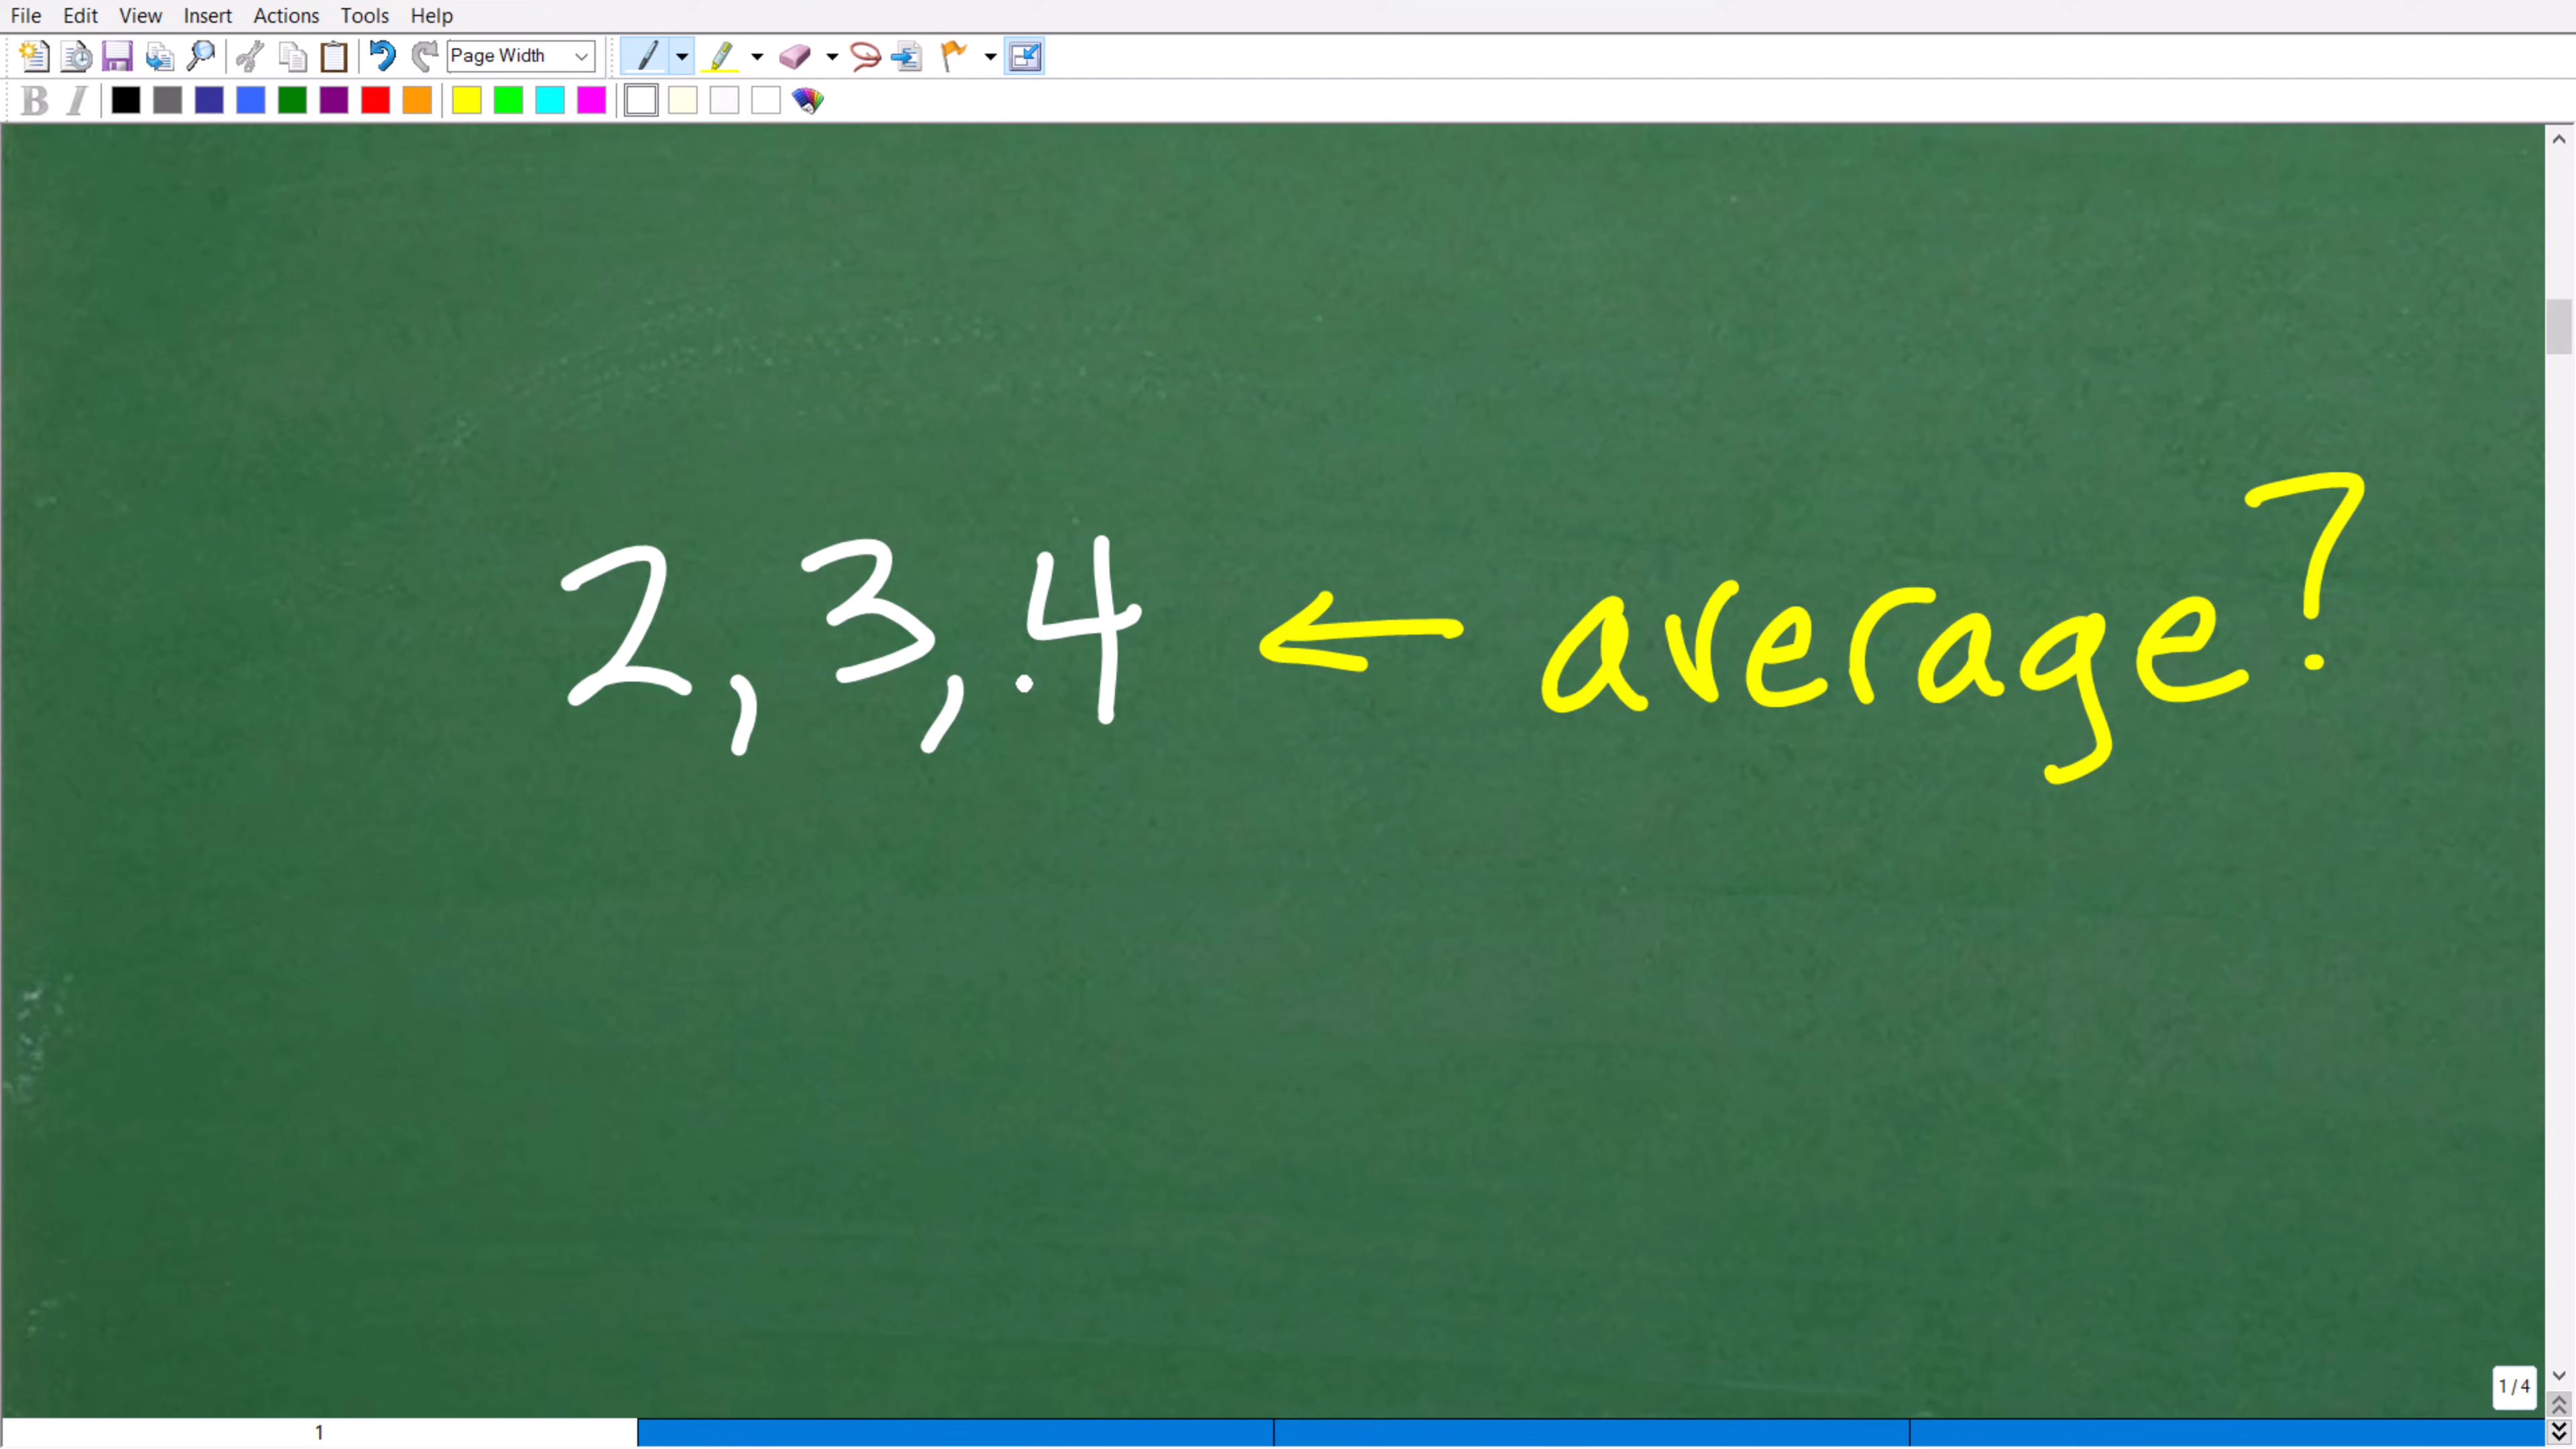 File Edit View Insert Actions Tools Help
Page Width
B I
2, 3, .4 ← average?
1 / 4
1